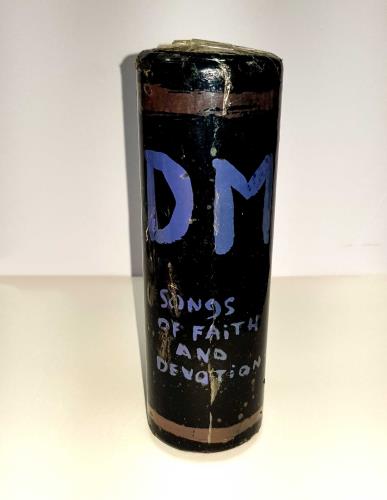 DM
SONGS
OF FAiTH
AND
DEVOTiON